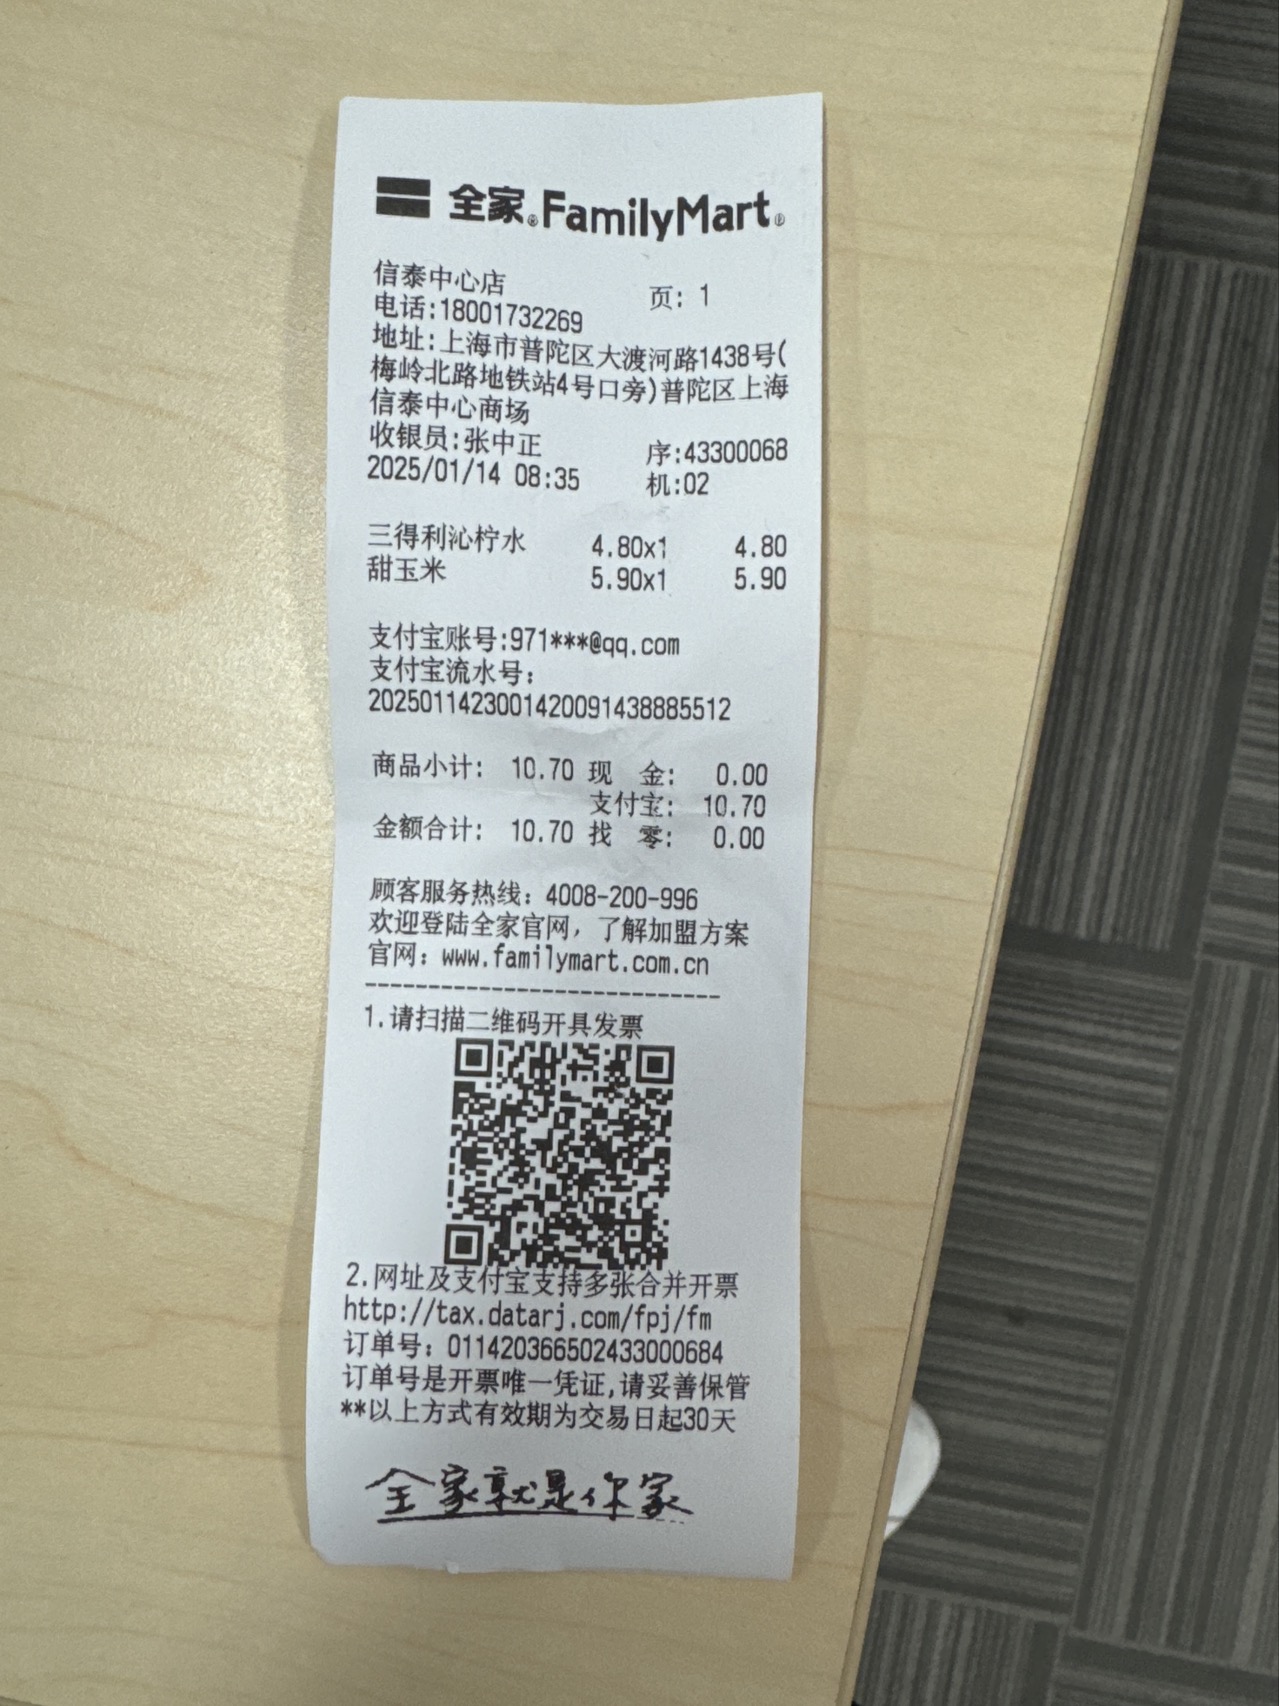 全家®FamilyMart®
信泰中心店 页: 1
电话:18001732269
地址:上海市普陀区大渡河路1438号(
梅岭北路地铁站4号口旁)普陀区上海
信泰中心商场
收银员:张中正 序:43300068
2025/01/14 08:35 机:02
三得利沁柠水 4.80x1 4.80
甜玉米 5.90x1 5.90
支付宝账号:971***@qq.com
支付宝流水号:
2025011423001420091438885512
商品小计: 10.70 现 金: 0.00
支付宝: 10.70
金额合计: 10.70 找 零: 0.00
顾客服务热线: 4008-200-996
欢迎登陆全家官网, 了解加盟方案
官网: www.familymart.com.cn
----------------------------
1.请扫描二维码开具发票
2.网址及支付宝支持多张合并开票
http://tax.datarj.com/fpj/fm
订单号: 011420366502433000684
订单号是开票唯一凭证,请妥善保管
**以上方式有效期为交易日起30天
全家就是你家